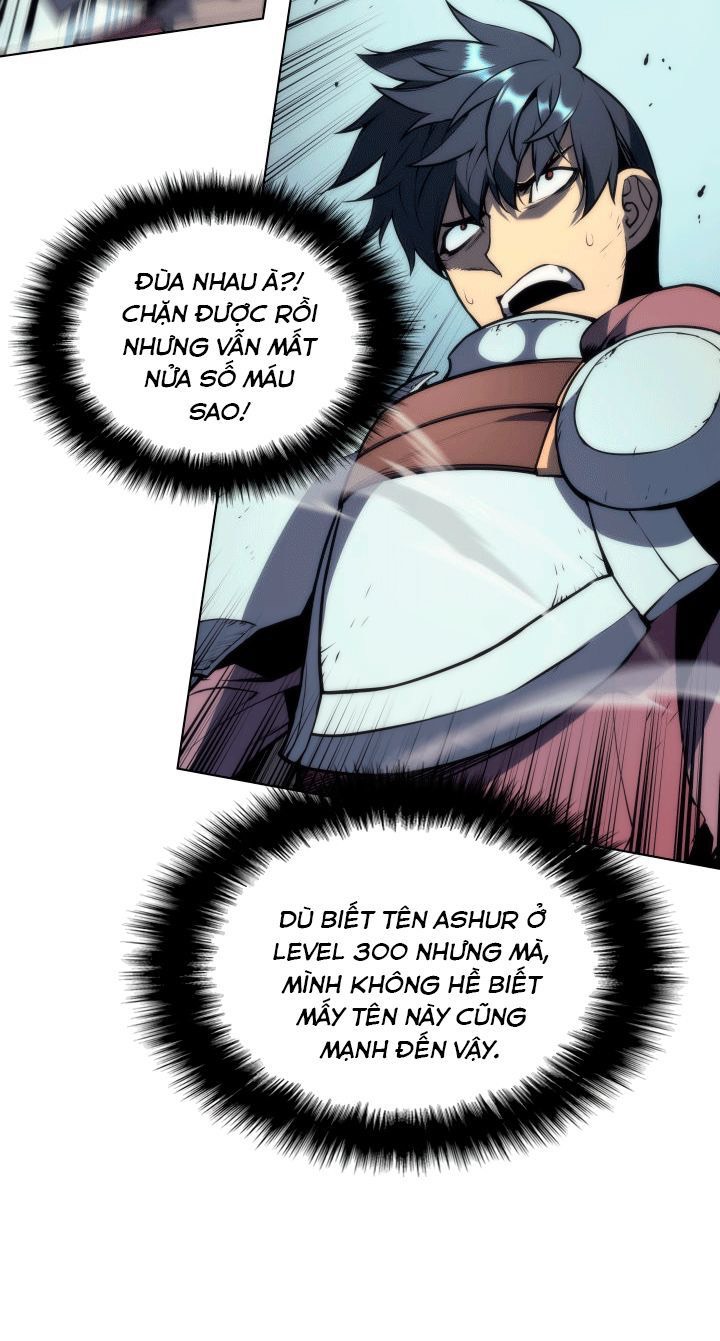 ĐÙA NHAU À?!
CHẶN ĐƯỢC RỒI
NHƯNG VẪN MẤT
NỬA SỐ MÁU
SAO!
DÙ BIẾT TÊN ASHUR Ở
LEVEL 300 NHƯNG MÀ,
MÌNH KHÔNG HỀ BIẾT
MẤY TÊN NÀY CŨNG
MẠNH ĐẾN VẬY.